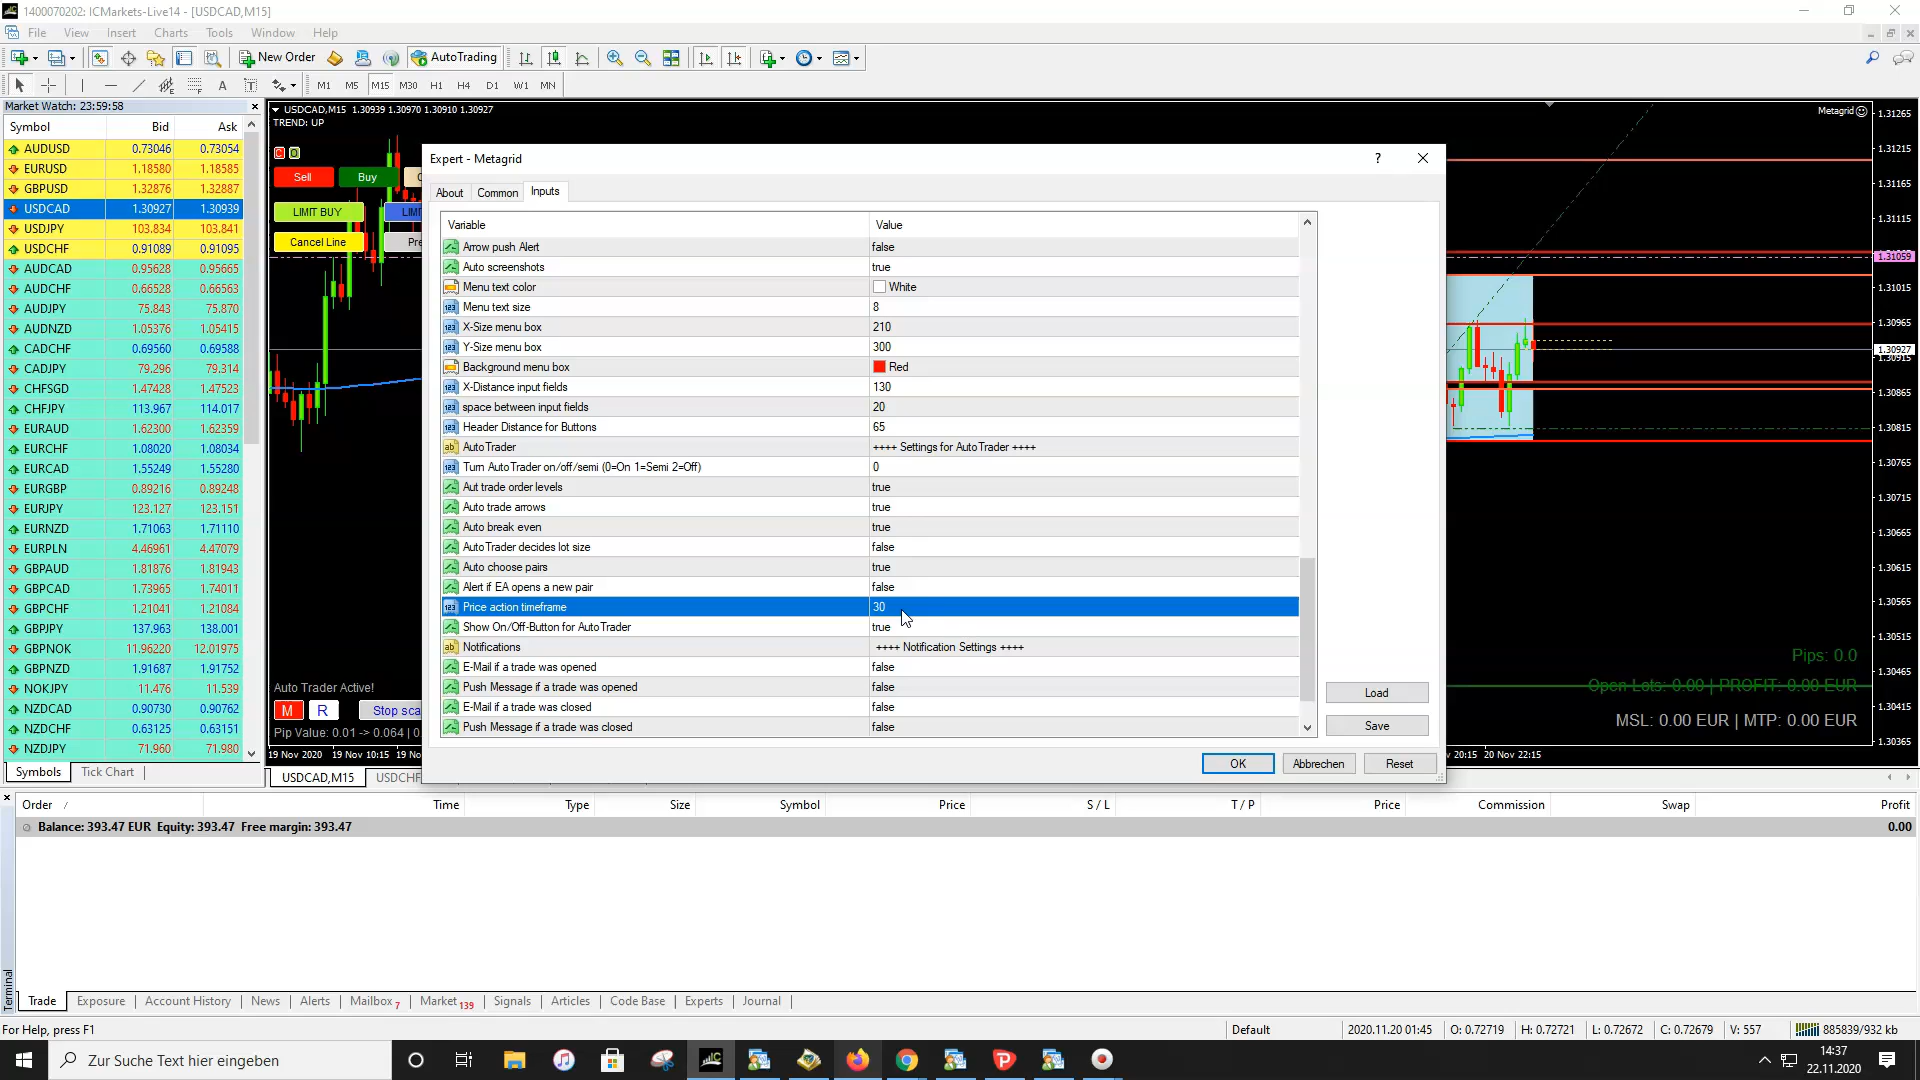 1400070202: ICMarkets-Live14 - [USDCAD,M15]
File View Insert Charts Tools Window Help
New Order AutoTrading
A T M1 M5 M15 M30 H1 H4 D1 W1 MN
Market Watch: 23:59:58
Symbol Bid Ask
AUDUSD 0.73046 0.73054
EURUSD 1.18580 1.18585
GBPUSD 1.32876 1.32887
USDCAD 1.30927 1.30939
USDJPY 103.834 103.841
USDCHF 0.91089 0.91095
AUDCAD 0.95628 0.95665
AUDCHF 0.66528 0.66563
AUDJPY 75.843 75.870
AUDNZD 1.05376 1.05415
CADCHF 0.69560 0.69588
CADJPY 79.296 79.314
CHFSGD 1.47428 1.47523
CHFJPY 113.967 114.017
EURAUD 1.62300 1.62359
EURCHF 1.08020 1.08034
EURCAD 1.55249 1.55280
EURGBP 0.89216 0.89248
EURJPY 123.127 123.151
EURNZD 1.71063 1.71110
EURPLN 4.46961 4.47079
GBPAUD 1.81876 1.81943
GBPCAD 1.73961 1.74011
GBPCHF 1.21041 1.21084
GBPJPY 137.963 138.001
GBPNOK 11.96220 12.01975
GBPNZD 1.91687 1.91752
NOKJPY 11.476 11.539
NZDCAD 0.90730 0.90762
NZDCHF 0.63125 0.63151
NZDJPY 71.960 71.980
Symbols Tick Chart
USDCAD,M15 1.30939 1.30970 1.30910 1.30927
TREND: UP
Sell Buy
LIMIT BUY LIMI
Cancel Line Pre
Auto Trader Active!
M R Stop sca
Pip Value: 0.01 -> 0.064 | 0.
19 Nov 2020 19 Nov 10:15 19 No
USDCAD,M15 USDCHF
Expert - Metagrid
?
About Common Inputs
Variable Value
Arrow push Alert false
Auto screenshots true
Menu text color White
Menu text size 8
X-Size menu box 210
Y-Size menu box 300
Background menu box Red
X-Distance input fields 130
space between input fields 20
Header Distance for Buttons 65
AutoTrader ++++ Settings for AutoTrader ++++
Turn AutoTrader on/off/semi (0=On 1=Semi 2=Off) 0
Aut trade order levels true
Auto trade arrows true
Auto break even true
AutoTrader decides lot size false
Auto choose pairs true
Alert if EA opens a new pair false
Price action timeframe 30
Show On/Off-Button for AutoTrader true
Notifications ++++ Notification Settings ++++
E-Mail if a trade was opened false
Push Message if a trade was opened false
E-Mail if a trade was closed false
Push Message if a trade was closed false
Load
Save
OK Abbrechen Reset
Metagrid
1.31265
1.31215
1.31165
1.31115
1.31059
1.31015
1.30965
1.30927
1.30915
1.30865
1.30815
1.30765
1.30715
1.30665
1.30615
1.30565
1.30515
1.30465
1.30415
1.30365
Pips: 0.0
Open Lots: 0.00 | PROFIT: 0.00 EUR
MSL: 0.00 EUR | MTP: 0.00 EUR
20:15 20 Nov 22:15
Order / Time Type Size Symbol Price S / L T / P Price Commission Swap Profit
Balance: 393.47 EUR Equity: 393.47 Free margin: 393.47 0.00
Terminal
Trade Exposure Account History News Alerts Mailbox 7 Market 139 Signals Articles Code Base Experts Journal
For Help, press F1 Default 2020.11.20 01:45 O: 0.72719 H: 0.72721 L: 0.72672 C: 0.72679 V: 557 885839/932 kb
Zur Suche Text hier eingeben
14:37
22.11.2020